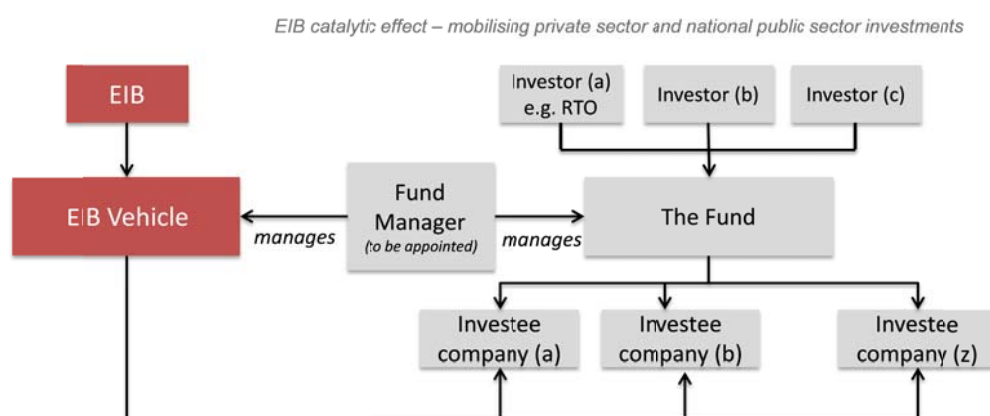 EIB catalytic effect – mobilising private sector and national public sector investments
EIB
Investor (a)
e.g. RTO
Investor (b)
Investor (c)
EIB Vehicle
manages
Fund
Manager
(to be appointed)
manages
The Fund
Investee
company (a)
Investee
company (b)
Investee
company (z)